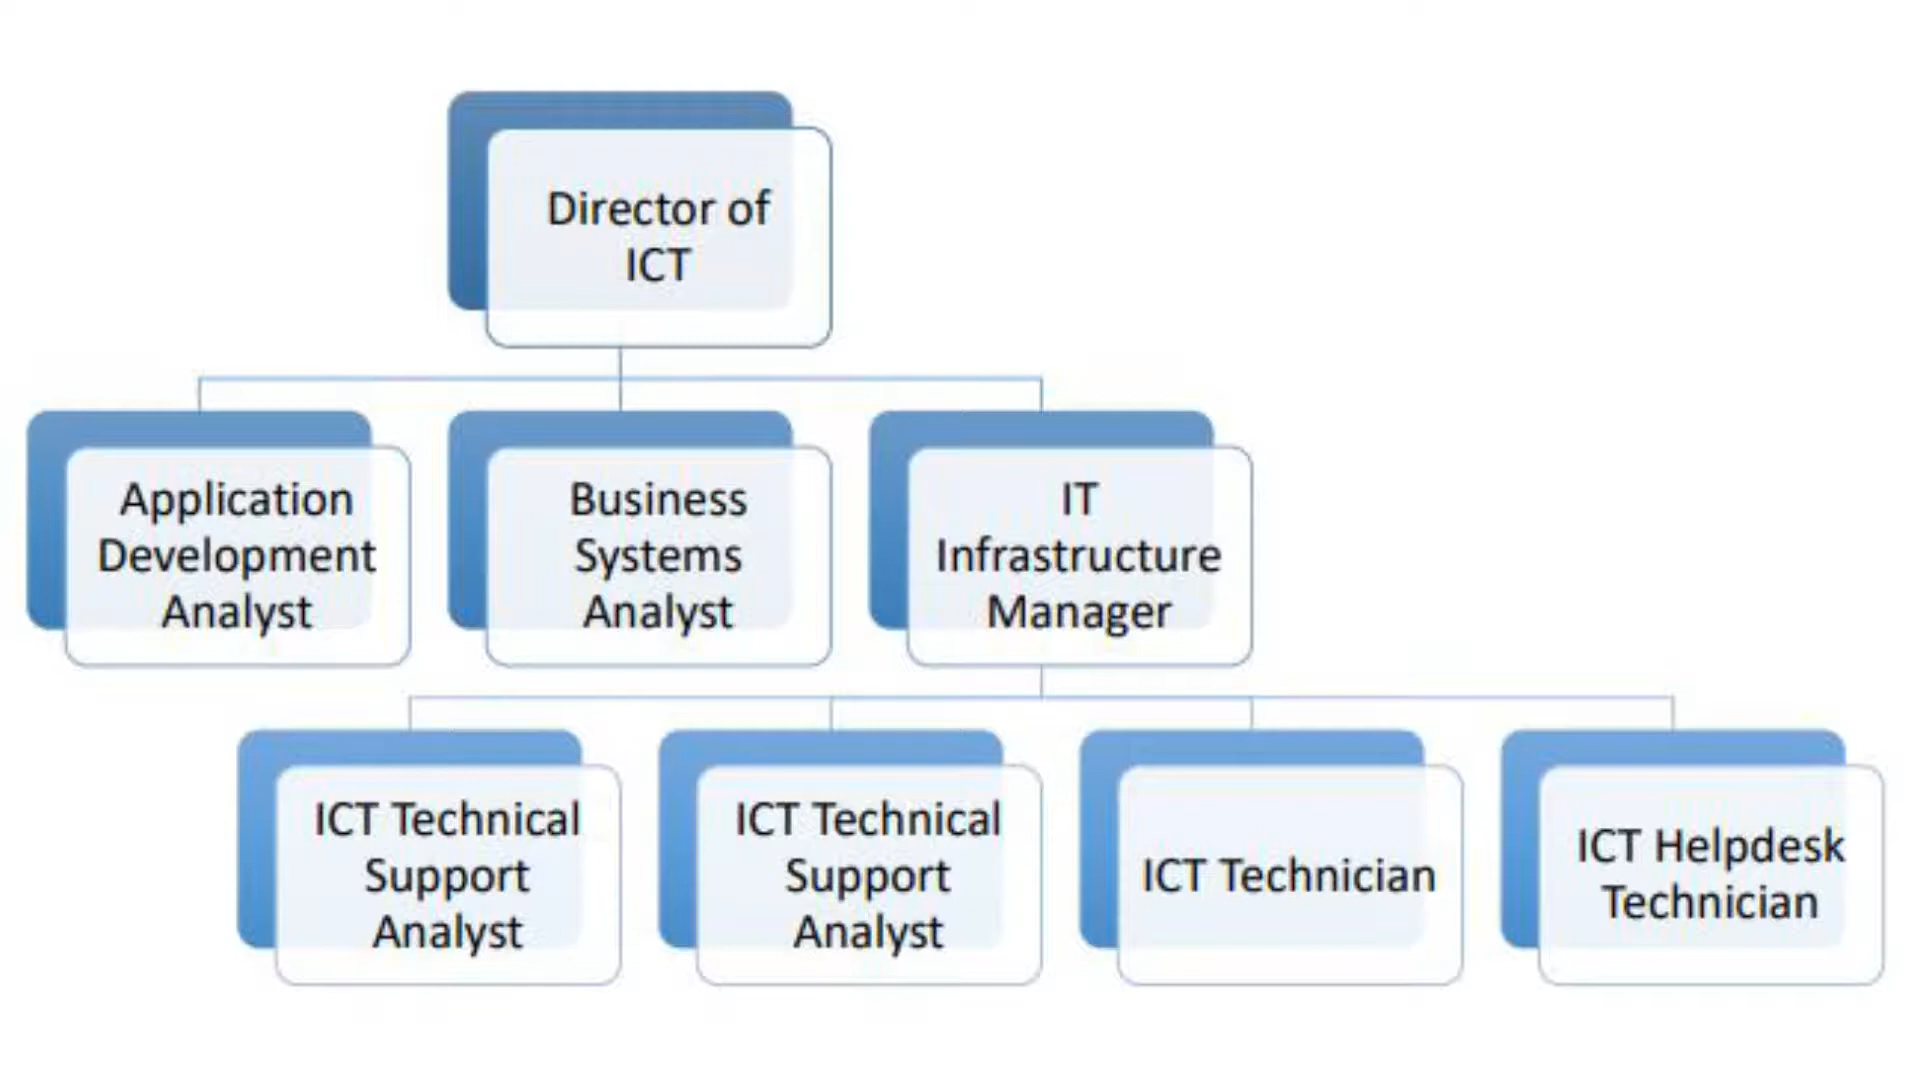 Director of
ICT
Application
Development
Analyst
Business
Systems
Analyst
IT
Infrastructure
Manager
ICT Technical
Support
Analyst
ICT Technical
Support
Analyst
ICT Technician
ICT Helpdesk
Technician